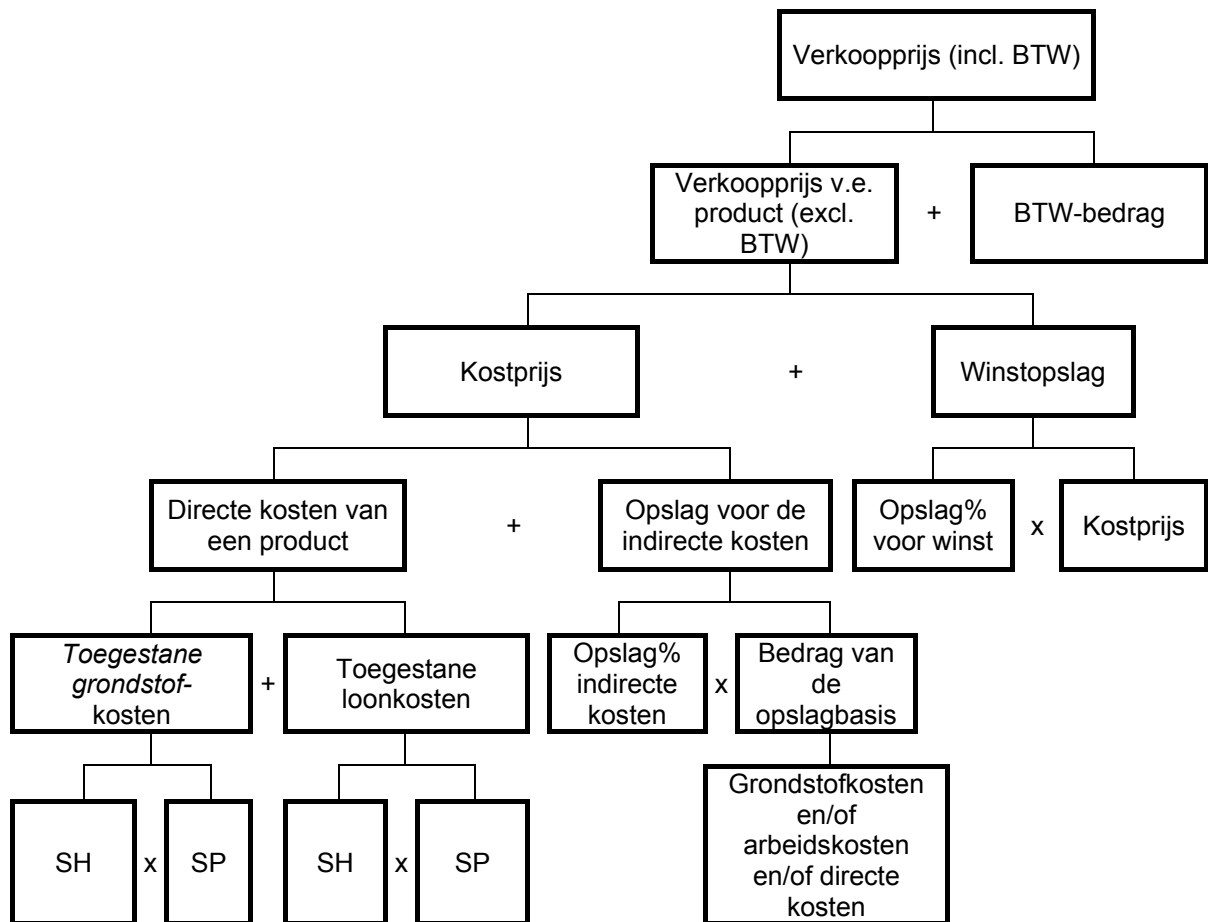 Verkoopprijs (incl. BTW)
Verkoopprijs v.e.
product (excl.
BTW)
+
BTW-bedrag
Kostprijs
+
Winstopslag
Directe kosten van
een product
+
Opslag voor de
indirecte kosten
Opslag%
voor winst
x
Kostprijs
Toegestane
grondstof-
kosten
+
Toegestane
loonkosten
Opslag%
indirecte
kosten
x
Bedrag van
de
opslagbasis
SH
x
SP
SH
x
SP
Grondstofkosten
en/of
arbeidskosten
en/of directe
kosten